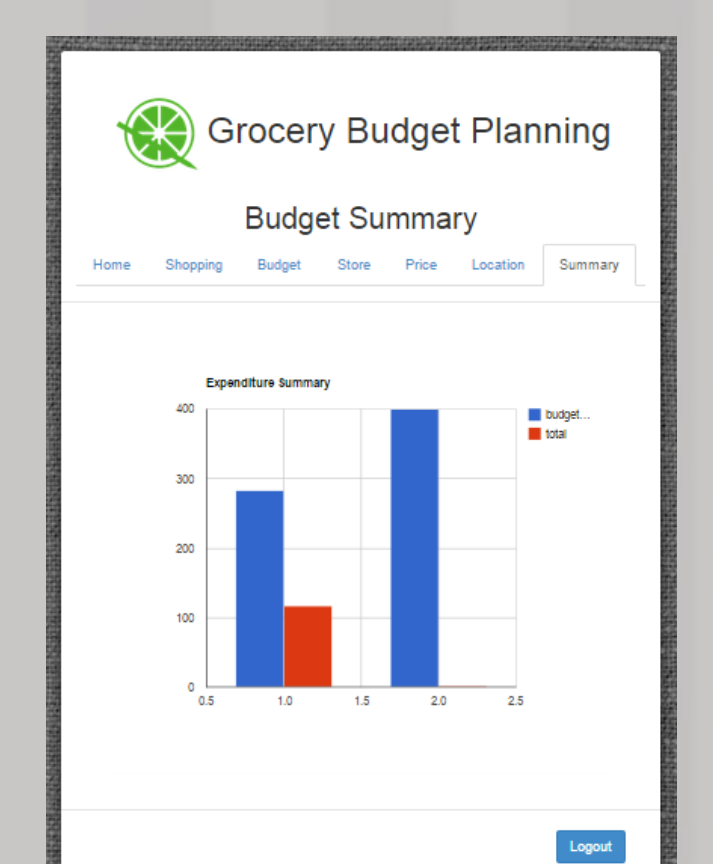 Grocery Budget Planning
Budget Summary
Home Shopping Budget Store Price Location Summary
Expenditure Summary
400
budget...
total
300
200
100
0
0.5 1.0 1.5 2.0 2.5
Logout